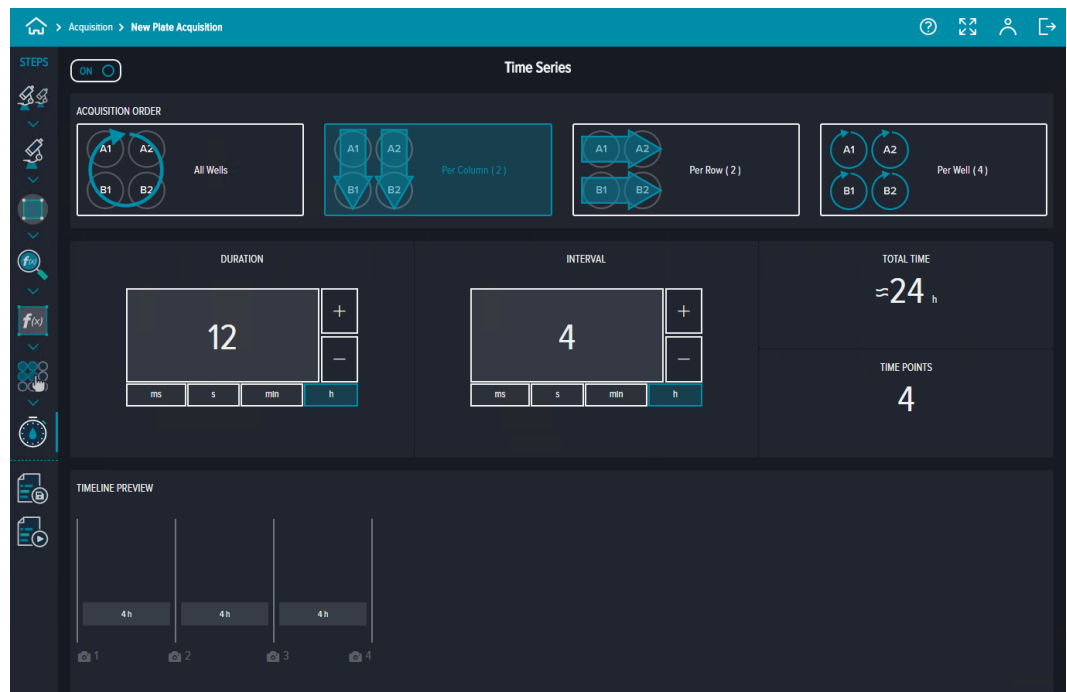 Acquisition > New Plate Acquisition
STEPS
ON
Time Series
ACQUISITION ORDER
A1 A2
B1 B2
All Wells
A1 A2
B1 B2
Per Column ( 2 )
A1 A2
B1 B2
Per Row ( 2 )
A1 A2
B1 B2
Per Well ( 4 )
f(x)
f(x)
DURATION
12
+
−
ms s min h
INTERVAL
4
+
−
ms s min h
TOTAL TIME
≈24 h
TIME POINTS
4
TIMELINE PREVIEW
4 h 4 h 4 h
1 2 3 4